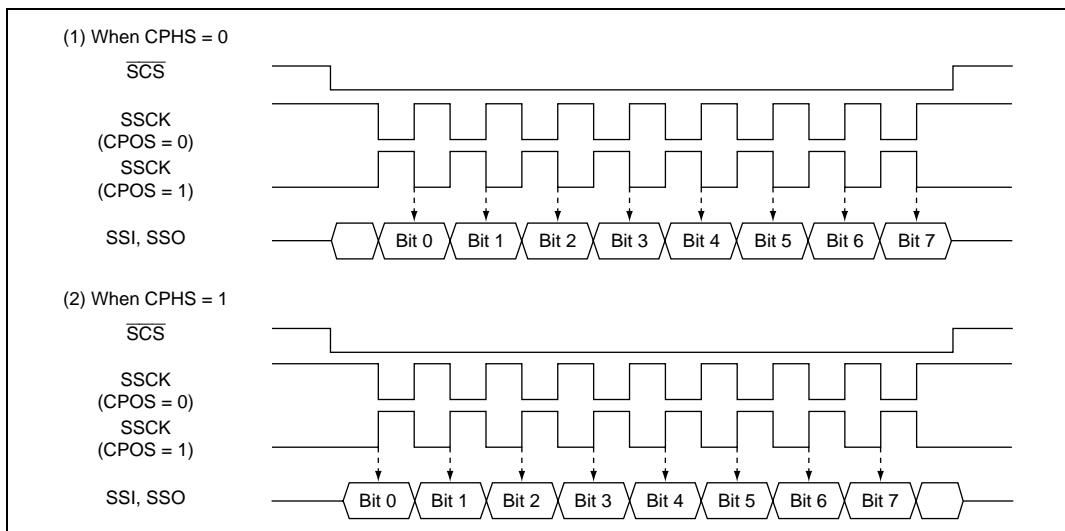 (1) When CPHS = 0
SCS
SSCK
(CPOS = 0)
SSCK
(CPOS = 1)
SSI, SSO
Bit 0 Bit 1 Bit 2 Bit 3 Bit 4 Bit 5 Bit 6 Bit 7
(2) When CPHS = 1
SCS
SSCK
(CPOS = 0)
SSCK
(CPOS = 1)
SSI, SSO
Bit 0 Bit 1 Bit 2 Bit 3 Bit 4 Bit 5 Bit 6 Bit 7